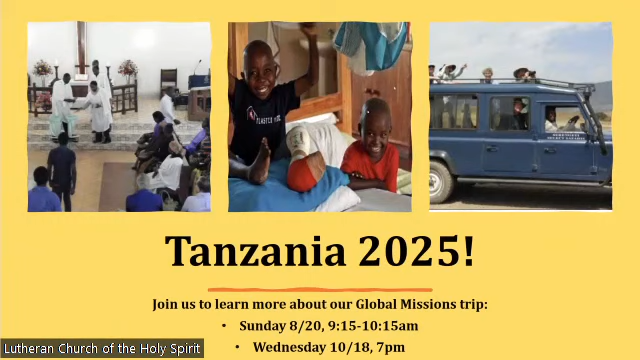 Tanzania 2025!
Join us to learn more about our Global Missions trip:
• Sunday 8/20, 9:15-10:15am
• Wednesday 10/18, 7pm
Lutheran Church of the Holy Spirit